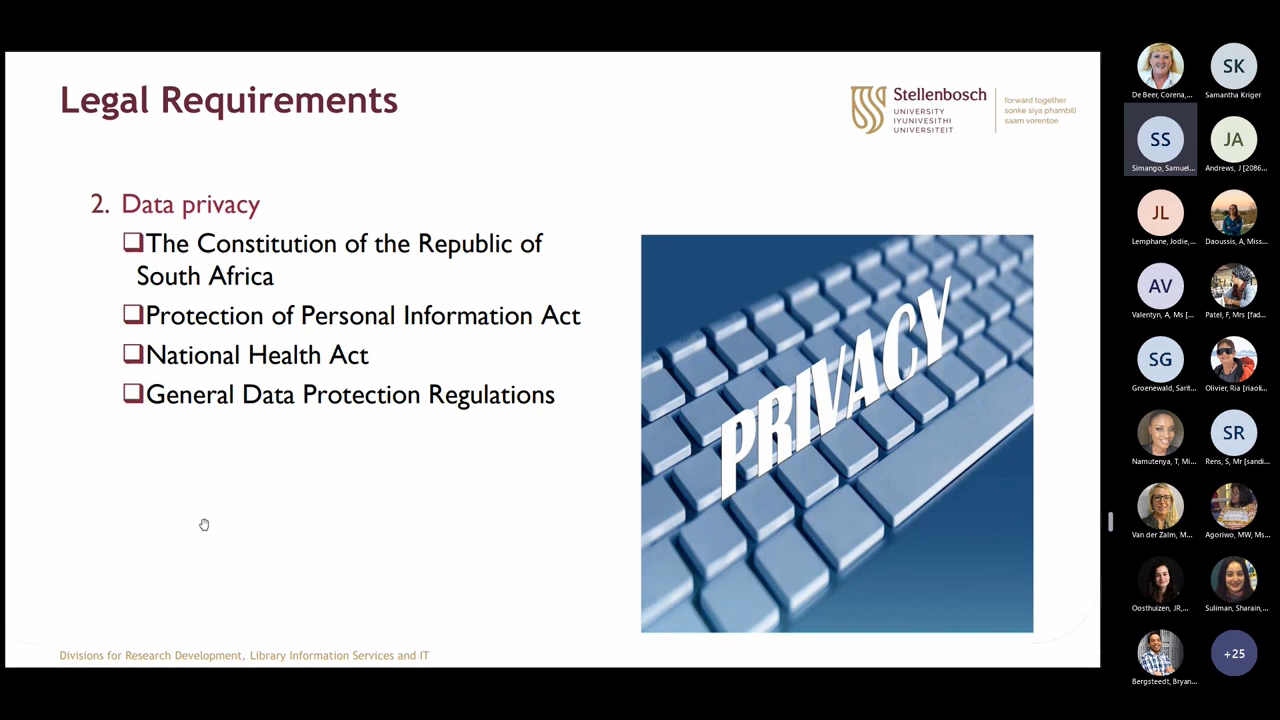 Legal Requirements
Stellenbosch
UNIVERSITY
IYUNIVESITHI
UNIVERSITEIT
forward together
sonke siya phambili
saam vorentoe
2. Data privacy
The Constitution of the Republic of
South Africa
Protection of Personal Information Act
National Health Act
General Data Protection Regulations
PRIVACY
Divisions for Research Development, Library Information Services and IT
De Beer, Corena,...
SK
Samantha Kriger
SS
Simango, Samuel...
JA
Andrews, J [2086...
JL
Lemphane, Jodie,...
Daoussis, A, Miss...
AV
Valentyn, A, Ms [...
Patel, F, Mrs [fad...
SG
Groenewald, Sarit...
Olivier, Ria [riaoli...
Namutenya, T, Mi...
SR
Rens, S, Mr [sandi...
Van der Zalm, M...
Agoriwo, MW, Ms...
Oosthuizen, JR,...
Suliman, Sharain,...
Bergsteedt, Bryan...
+25